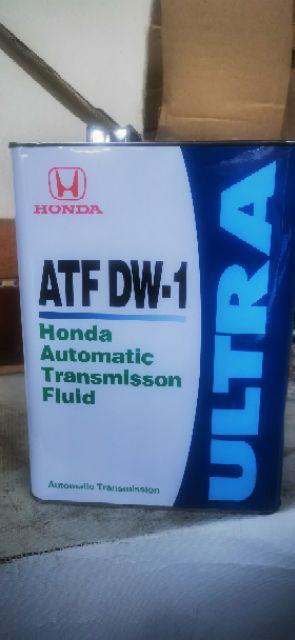 HONDA
ATF DW-1
Honda
Automatic
Transmisson
Fluid
Automatic Transmission
ULTRA